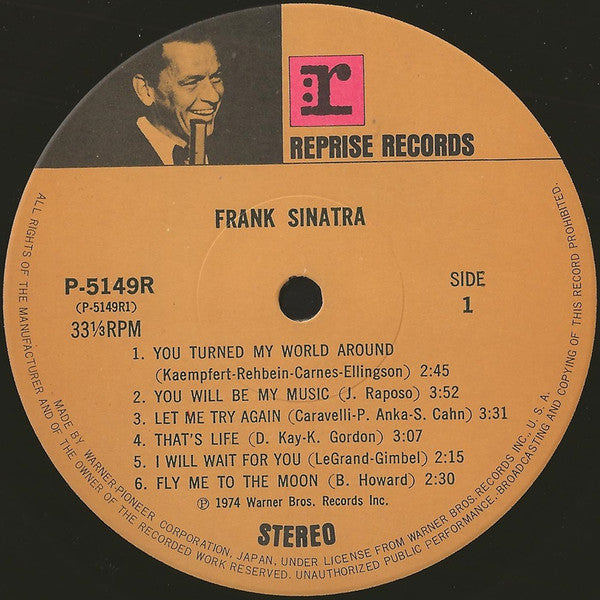 r
REPRISE RECORDS
FRANK SINATRA
P-5149R
(P-5149R1)
33⅓RPM
SIDE
1
1. YOU TURNED MY WORLD AROUND
(Kaempfert-Rehbein-Carnes-Ellingson) 2:45
2. YOU WILL BE MY MUSIC (J. Raposo) 3:52
3. LET ME TRY AGAIN (Caravelli-P. Anka-S. Cahn) 3:31
4. THAT'S LIFE (D. Kay-K. Gordon) 3:07
5. I WILL WAIT FOR YOU (LeGrand-Gimbel) 2:15
6. FLY ME TO THE MOON (B. Howard) 2:30
℗ 1974 Warner Bros. Records Inc.
STEREO
MADE BY WARNER-PIONEER CORPORATION, JAPAN, UNDER LICENSE FROM WARNER BROS. RECORDS INC., U.S.A.
ALL RIGHTS OF THE MANUFACTURER AND OF THE OWNER OF THE RECORDED WORK RESERVED. UNAUTHORIZED PUBLIC PERFORMANCE, BROADCASTING AND COPYING OF THIS RECORD PROHIBITED.